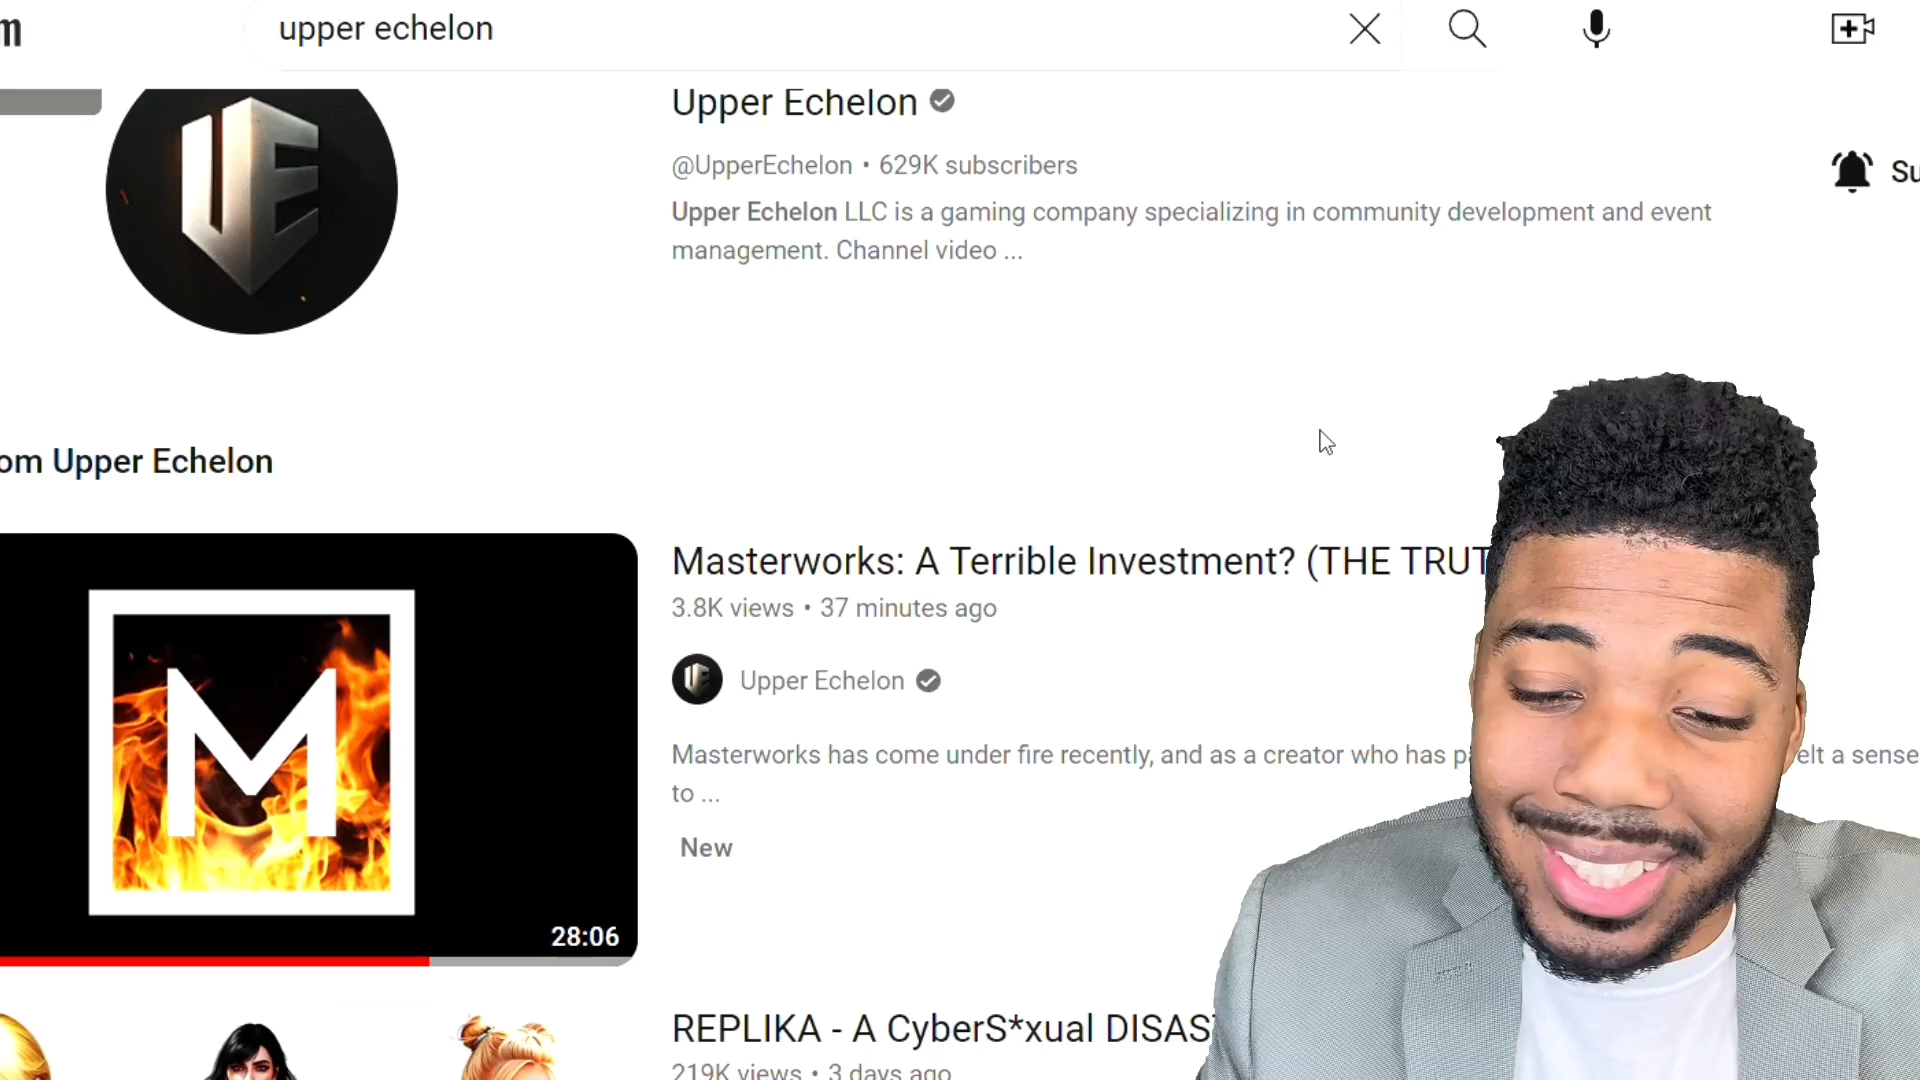 m
upper echelon
UE
Upper Echelon
@UpperEchelon • 629K subscribers
Su
Upper Echelon LLC is a gaming company specializing in community development and event
management. Channel video ...
om Upper Echelon
M
28:06
Masterworks: A Terrible Investment? (THE TRUT
3.8K views • 37 minutes ago
UE
Upper Echelon
Masterworks has come under fire recently, and as a creator who has pa elt a sense
to ...
New
REPLIKA - A CyberS*xual DISAS
219K views • 3 days ago